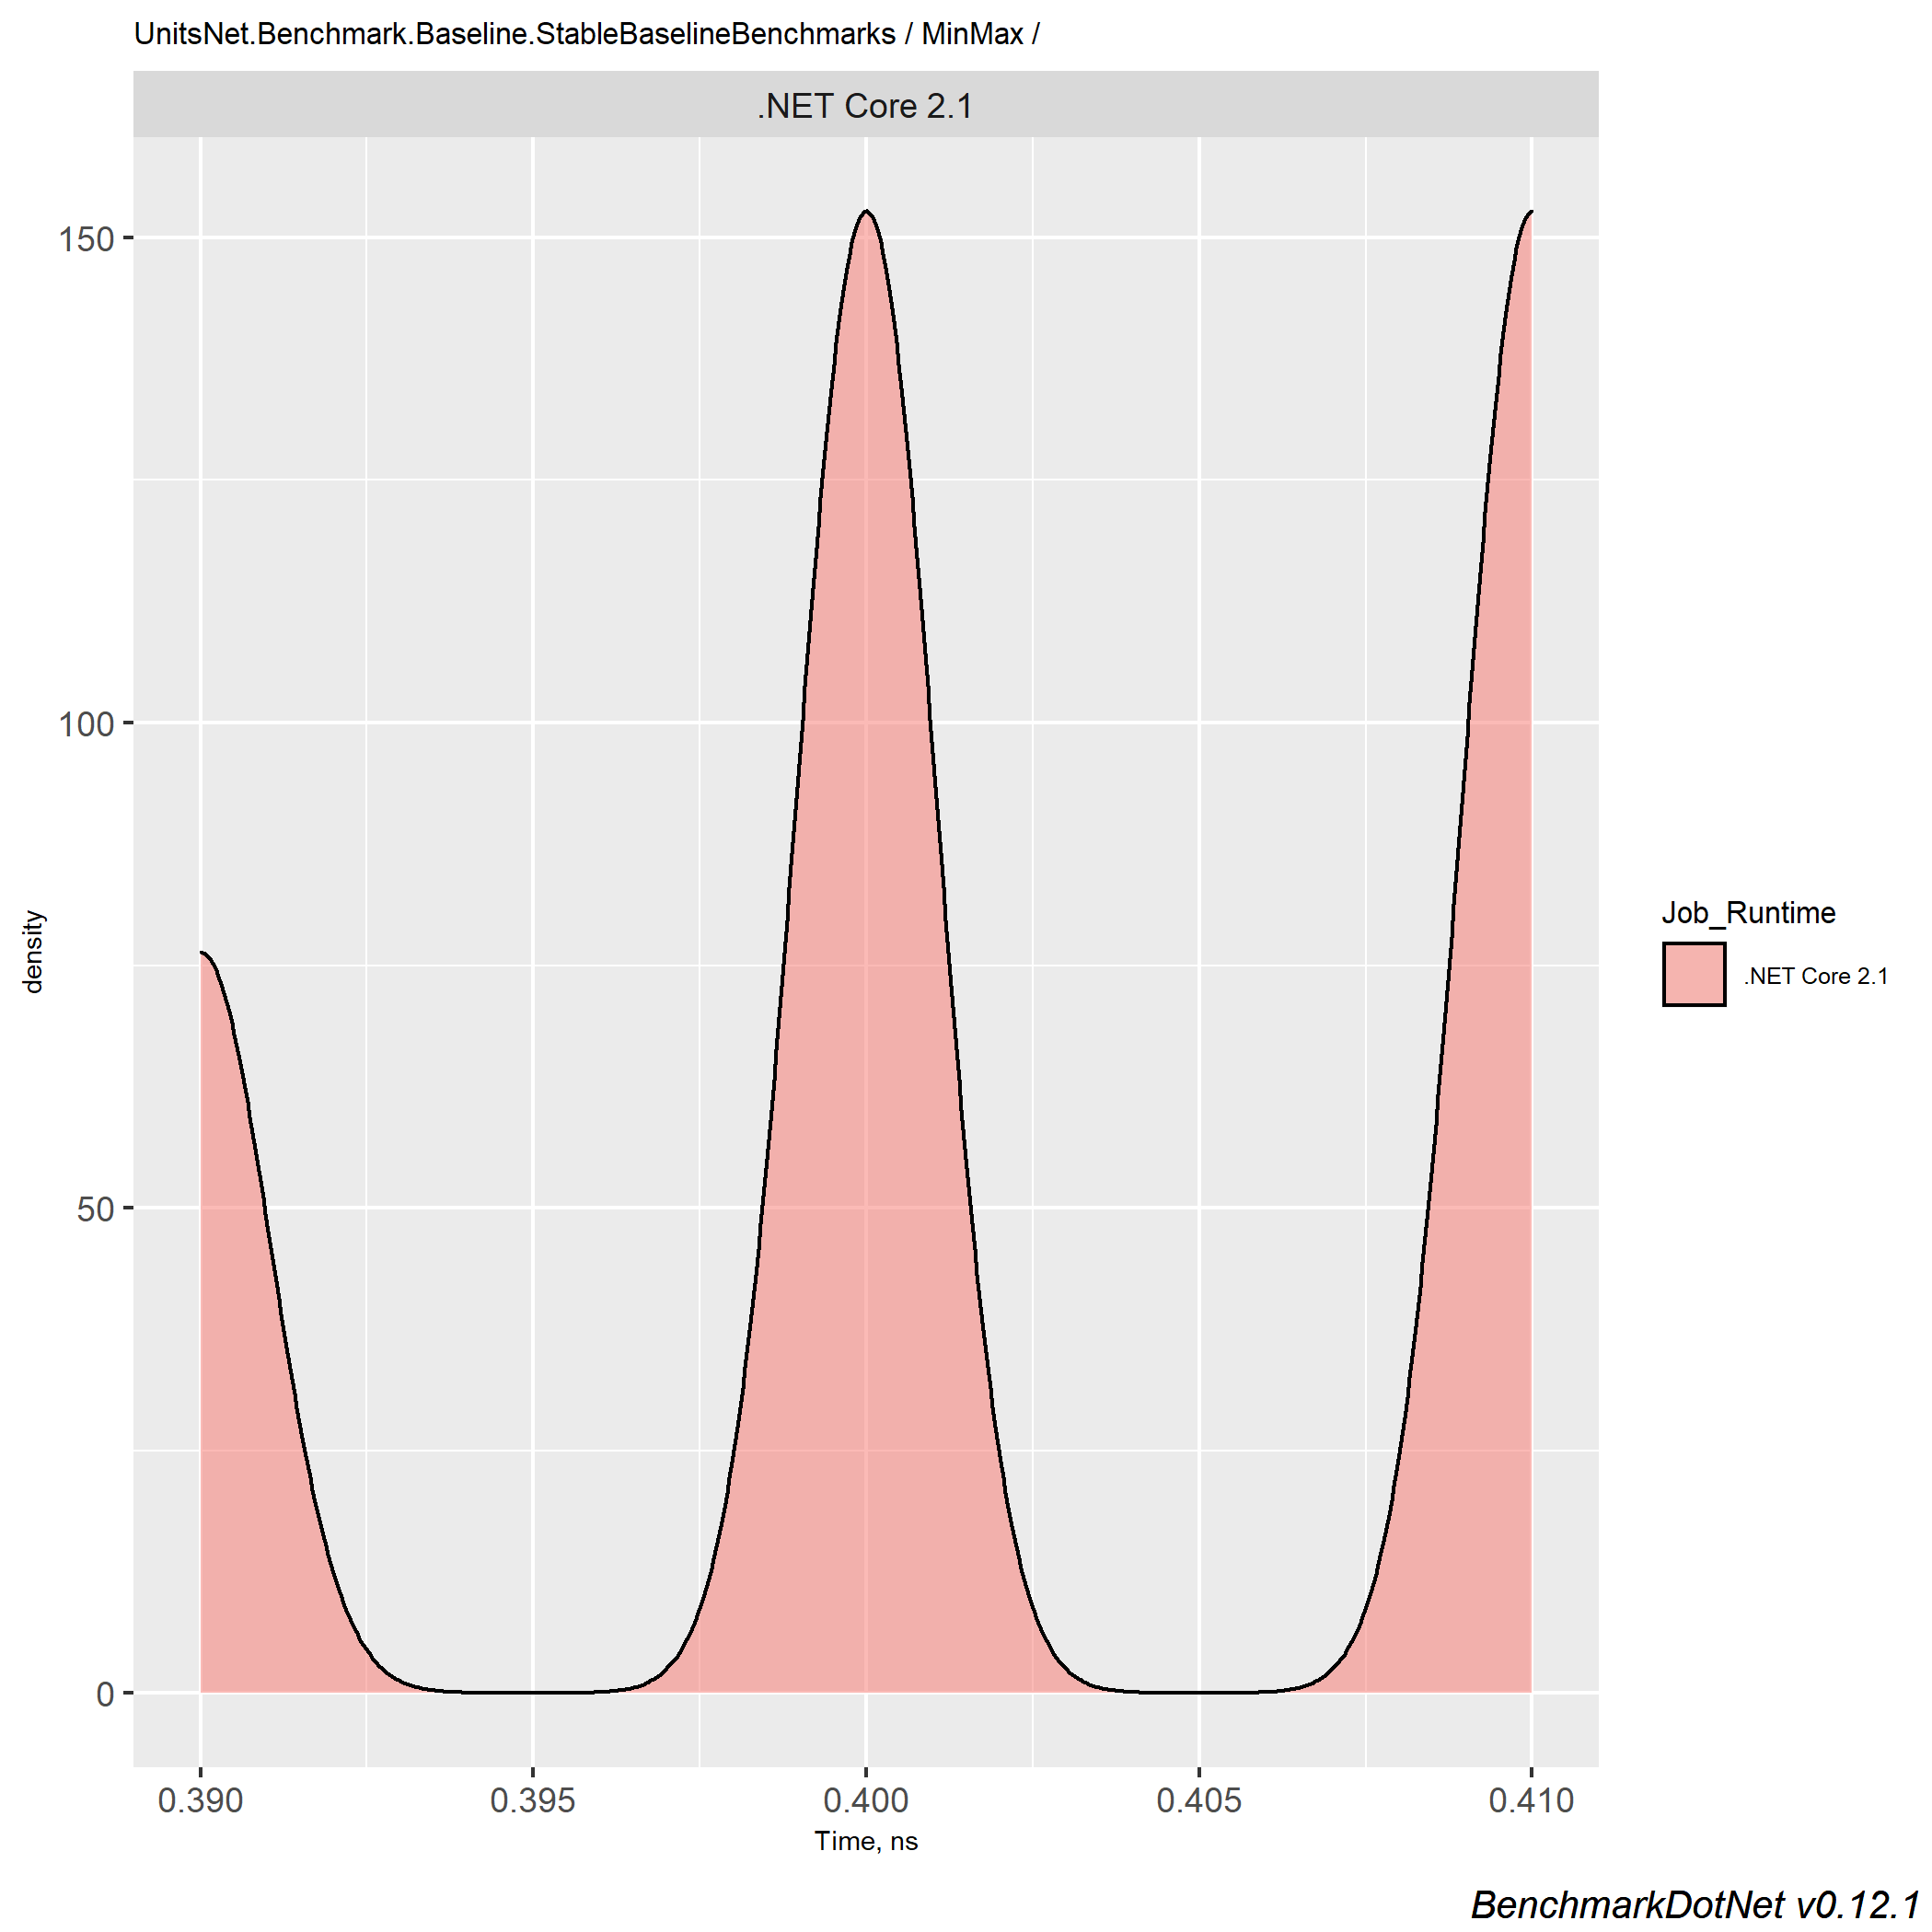 UnitsNet.Benchmark.Baseline.StableBaselineBenchmarks / MinMax /
.NET Core 2.1
150
100
50
0
density
0.390
0.395
0.400
0.405
0.410
Time, ns
Job_Runtime
.NET Core 2.1
BenchmarkDotNet v0.12.1